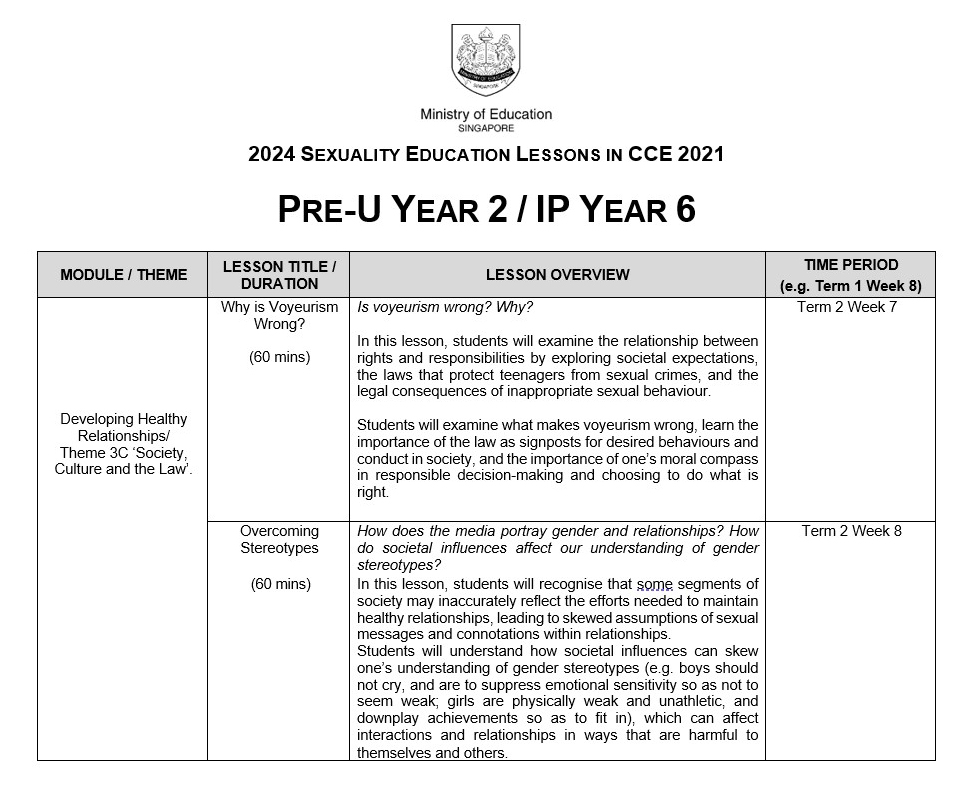 MINISTRY OF EDUCATION
SINGAPORE
Ministry of Education
SINGAPORE
2024 SEXUALITY EDUCATION LESSONS IN CCE 2021
PRE-U YEAR 2 / IP YEAR 6
MODULE / THEME
LESSON TITLE /
DURATION
LESSON OVERVIEW
TIME PERIOD
(e.g. Term 1 Week 8)
Developing Healthy
Relationships/
Theme 3C ‘Society,
Culture and the Law’.
Why is Voyeurism
Wrong?
(60 mins)
Is voyeurism wrong? Why?
In this lesson, students will examine the relationship between
rights and responsibilities by exploring societal expectations,
the laws that protect teenagers from sexual crimes, and the
legal consequences of inappropriate sexual behaviour.
Students will examine what makes voyeurism wrong, learn the
importance of the law as signposts for desired behaviours and
conduct in society, and the importance of one’s moral compass
in responsible decision-making and choosing to do what is
right.
Term 2 Week 7
Overcoming
Stereotypes
(60 mins)
How does the media portray gender and relationships? How
do societal influences affect our understanding of gender
stereotypes?
In this lesson, students will recognise that some segments of
society may inaccurately reflect the efforts needed to maintain
healthy relationships, leading to skewed assumptions of sexual
messages and connotations within relationships.
Students will understand how societal influences can skew
one’s understanding of gender stereotypes (e.g. boys should
not cry, and are to suppress emotional sensitivity so as not to
seem weak; girls are physically weak and unathletic, and
downplay achievements so as to fit in), which can affect
interactions and relationships in ways that are harmful to
themselves and others.
Term 2 Week 8